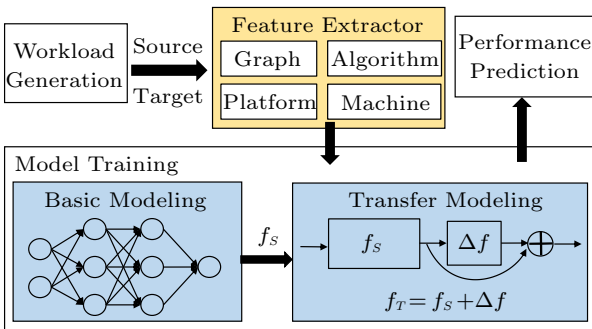 Workload
Generation
Source
Target
Feature Extractor
Graph
Algorithm
Platform
Machine
Performance
Prediction
Model Training
Basic Modeling
f_S
Transfer Modeling
f_S
Δf
f_T = f_S + Δf